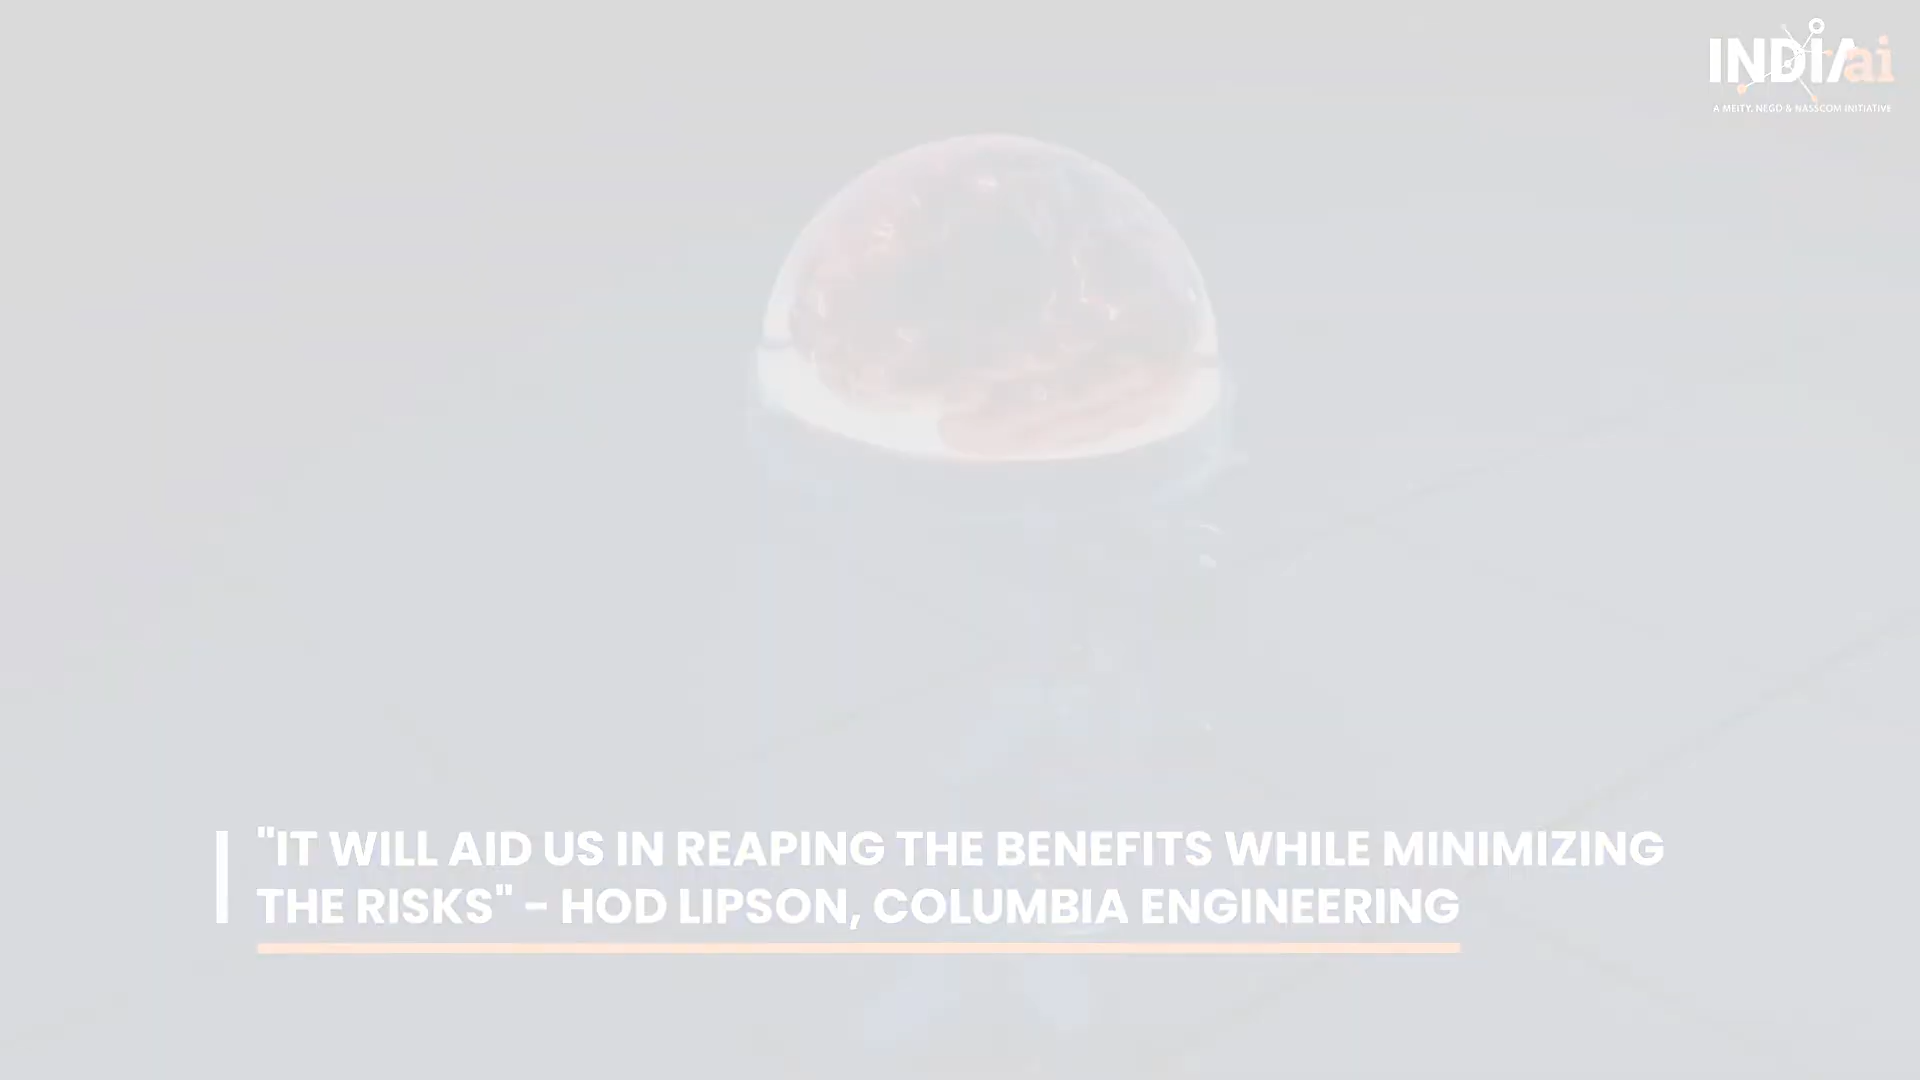 INDIAai
A MEITY, NEGD & NASSCOM INITIATIVE
"IT WILL AID US IN REAPING THE BENEFITS WHILE MINIMIZING
THE RISKS" - HOD LIPSON, COLUMBIA ENGINEERING